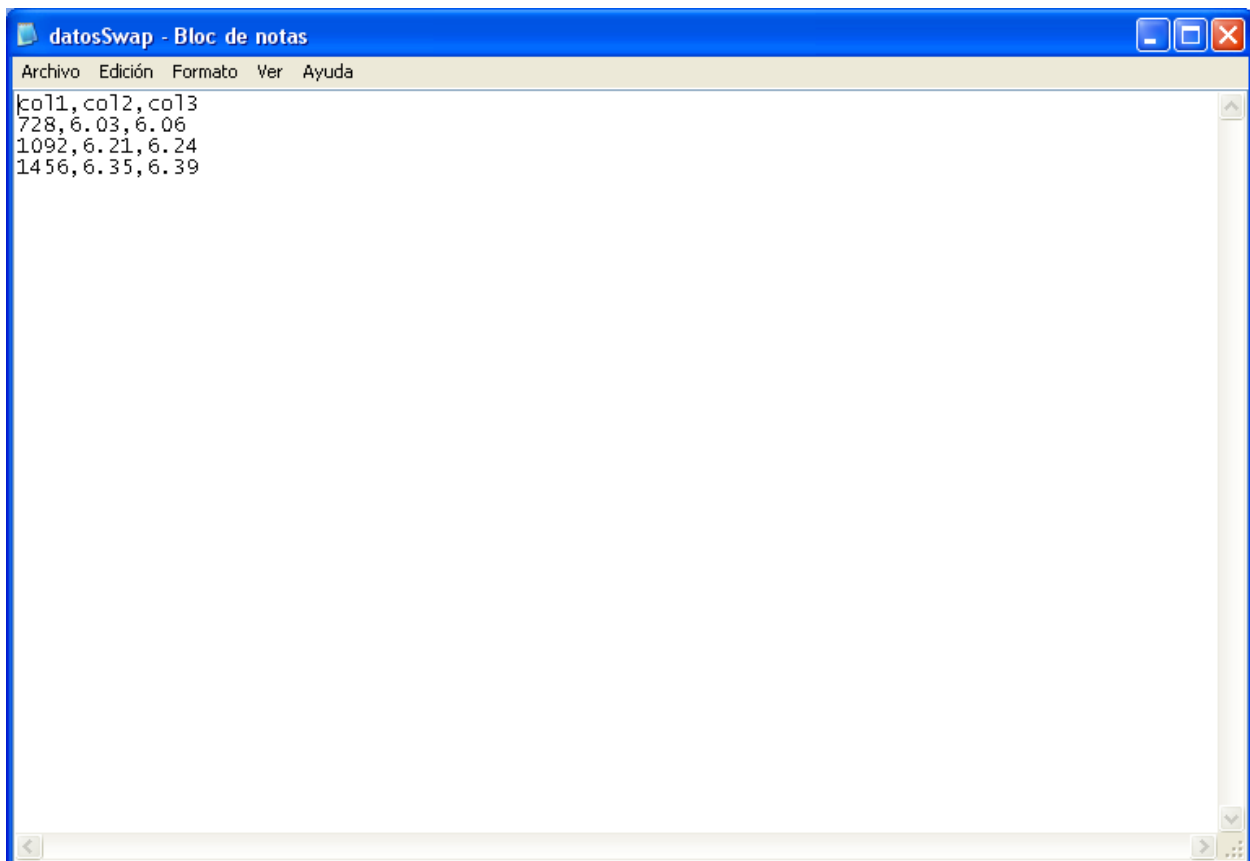 datosSwap - Bloc de notas
Archivo Edición Formato Ver Ayuda
col1,col2,col3
728,6.03,6.06
1092,6.21,6.24
1456,6.35,6.39